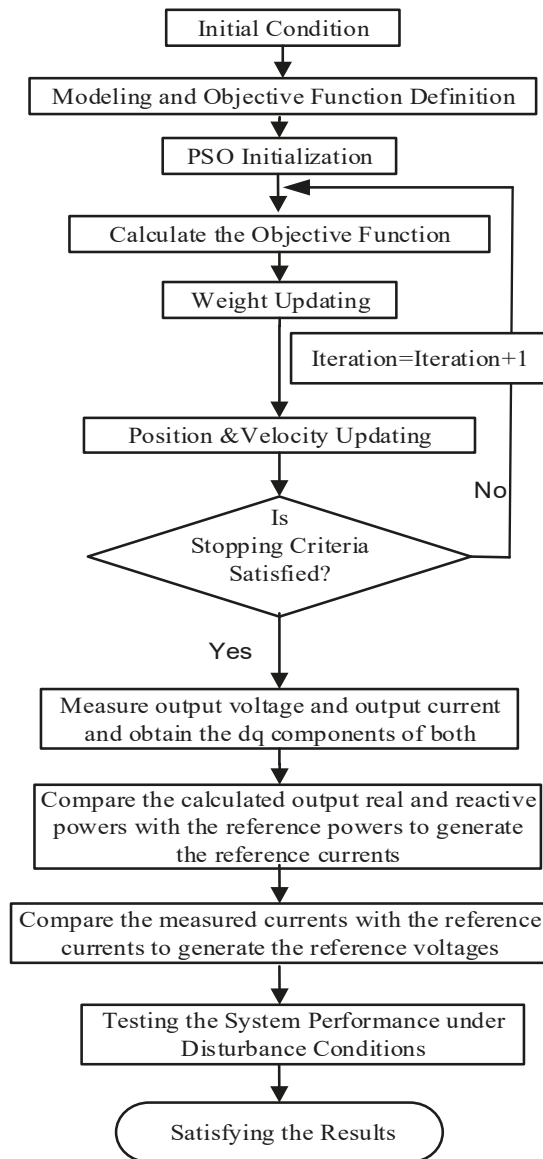 Initial Condition
Modeling and Objective Function Definition
PSO Initialization
Calculate the Objective Function
Weight Updating
Iteration=Iteration+1
Position &Velocity Updating
No
Is
Stopping Criteria
Satisfied?
Yes
Measure output voltage and output current
and obtain the dq components of both
Compare the calculated output real and reactive
powers with the reference powers to generate
the reference currents
Compare the measured currents with the reference
currents to generate the reference voltages
Testing the System Performance under
Disturbance Conditions
Satisfying the Results